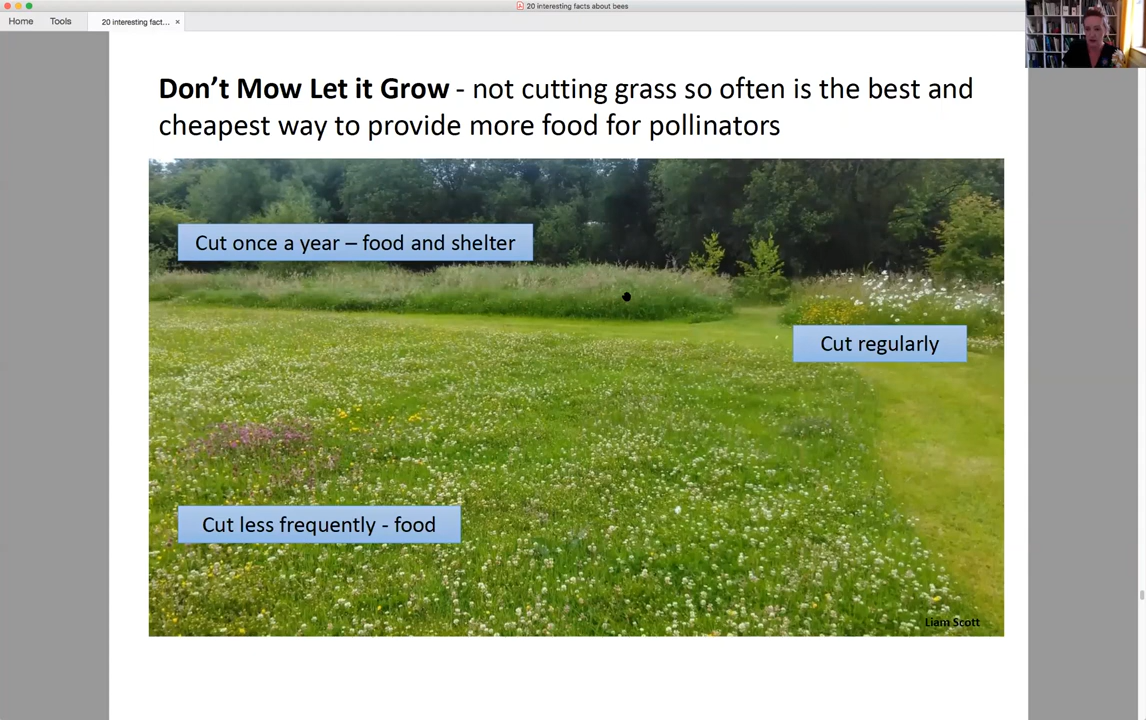 20 interesting facts about bees
Home Tools 20 interesting fact... ×
Don't Mow Let it Grow - not cutting grass so often is the best and
cheapest way to provide more food for pollinators
Cut once a year – food and shelter
Cut regularly
Cut less frequently - food
Liam Scott